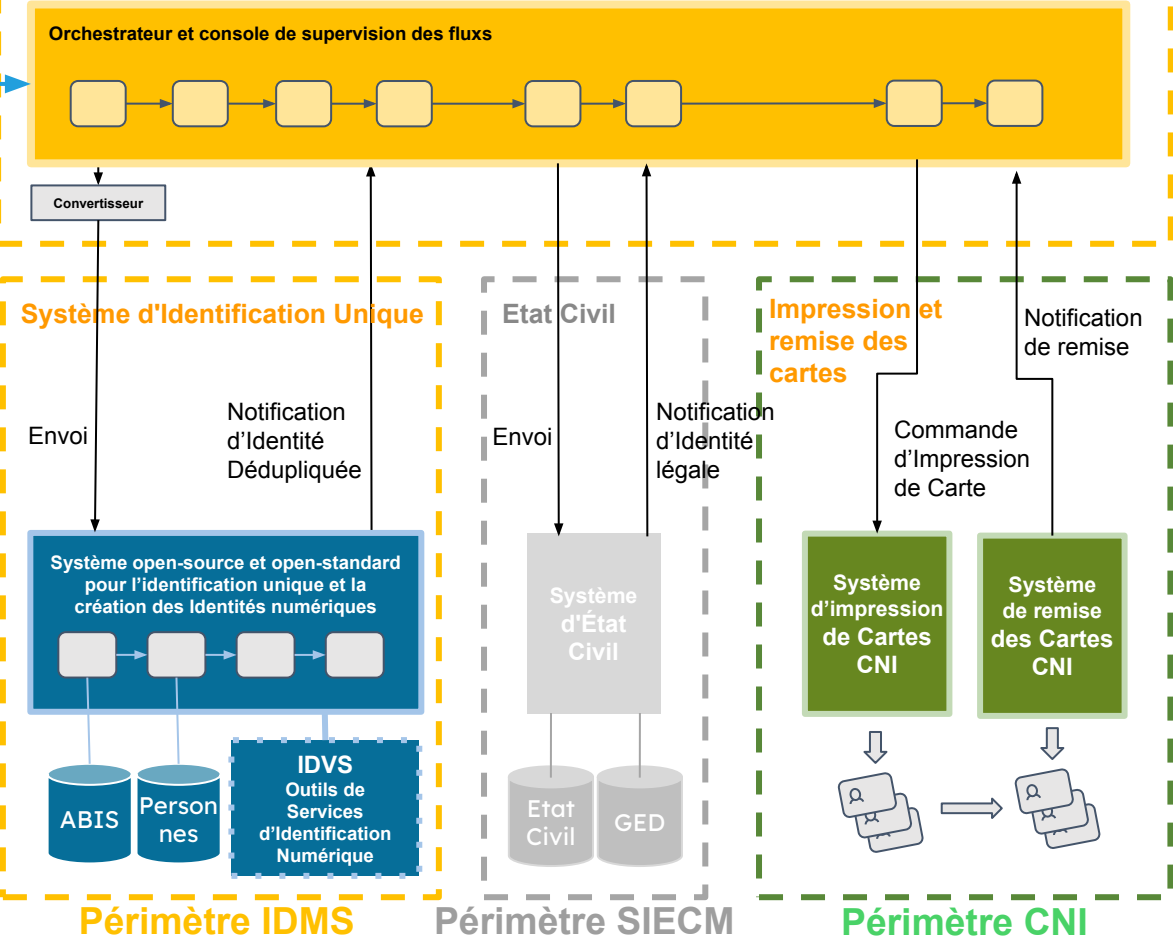 Orchestrateur et console de supervision des fluxs
Convertisseur
Système d'Identification Unique
Envoi
Notification
d’Identité
Dédupliquée
Système open-source et open-standard
pour l’identification unique et la
création des Identités numériques
ABIS
Person
nes
IDVS
Outils de
Services
d’Identification
Numérique
Périmètre IDMS
Etat Civil
Envoi
Notification
d’Identité
légale
Système
d'État
Civil
Etat
Civil
GED
Périmètre SIECM
Impression et
remise des
cartes
Notification
de remise
Commande
d’Impression
de Carte
Système
d’impression
de Cartes
CNI
Système
de remise
des Cartes
CNI
Périmètre CNI